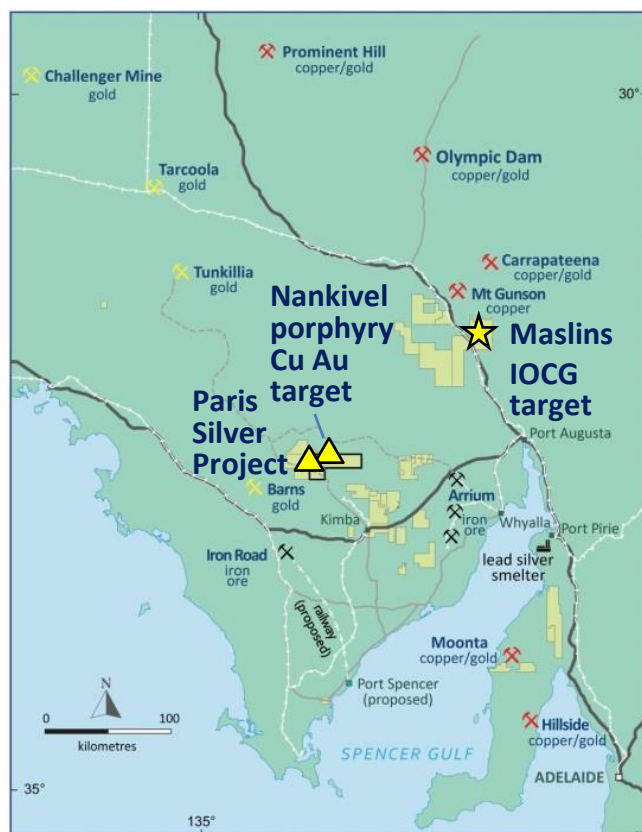 Prominent Hill
copper/gold
Challenger Mine
gold
30°
Olympic Dam
copper/gold
Tarcoola
gold
Carrapateena
copper/gold
Tunkillia
gold
Mt Gunson
copper
Nankivel
porphyry
Cu Au
target
Maslins
IOCG
target
Paris
Silver
Project
Port Augusta
Barns
gold
Arrium
iron
ore
Kimba
Whyalla
Port Pirie
Iron Road
iron
ore
lead silver
smelter
railway
(proposed)
Moonta
copper/gold
Port Spencer
(proposed)
N
0 100
kilometres
Hillside
copper/gold
SPENCER GULF
ADELAIDE
35°
135°